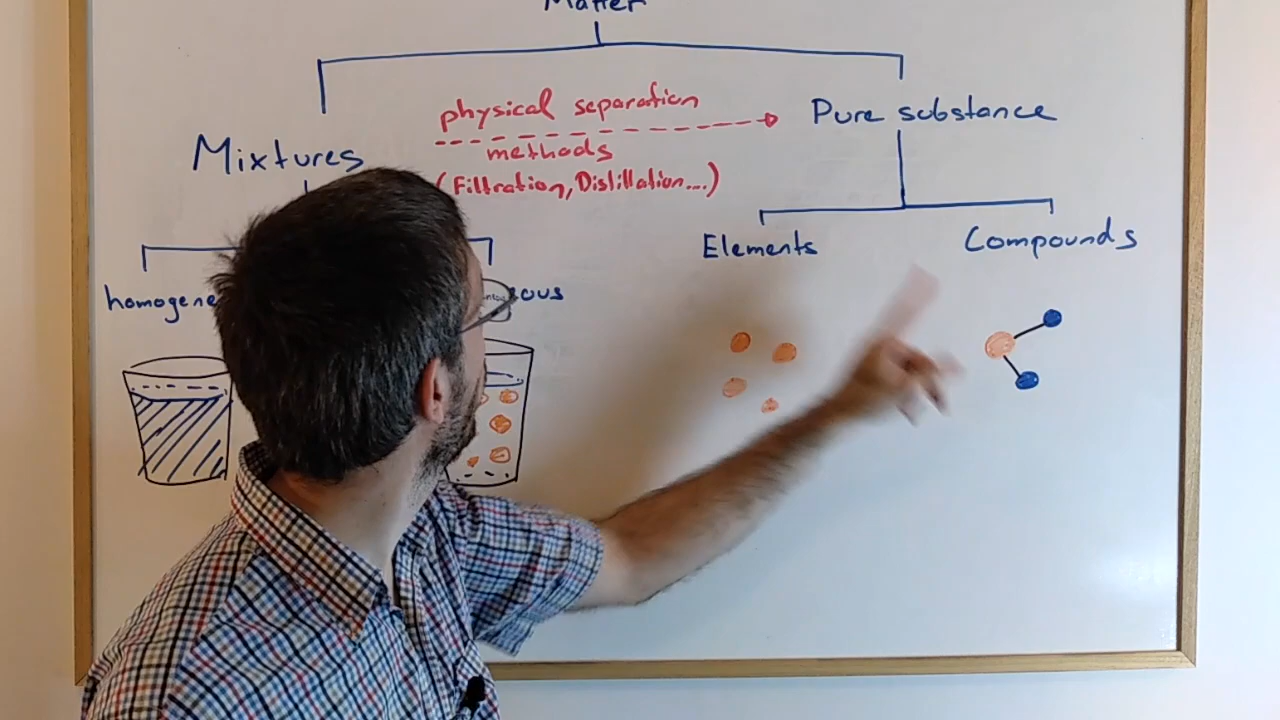 Matter
physical separation
Pure substance
Mixtures
methods
(Filtration, Distillation....)
Elements
Compounds